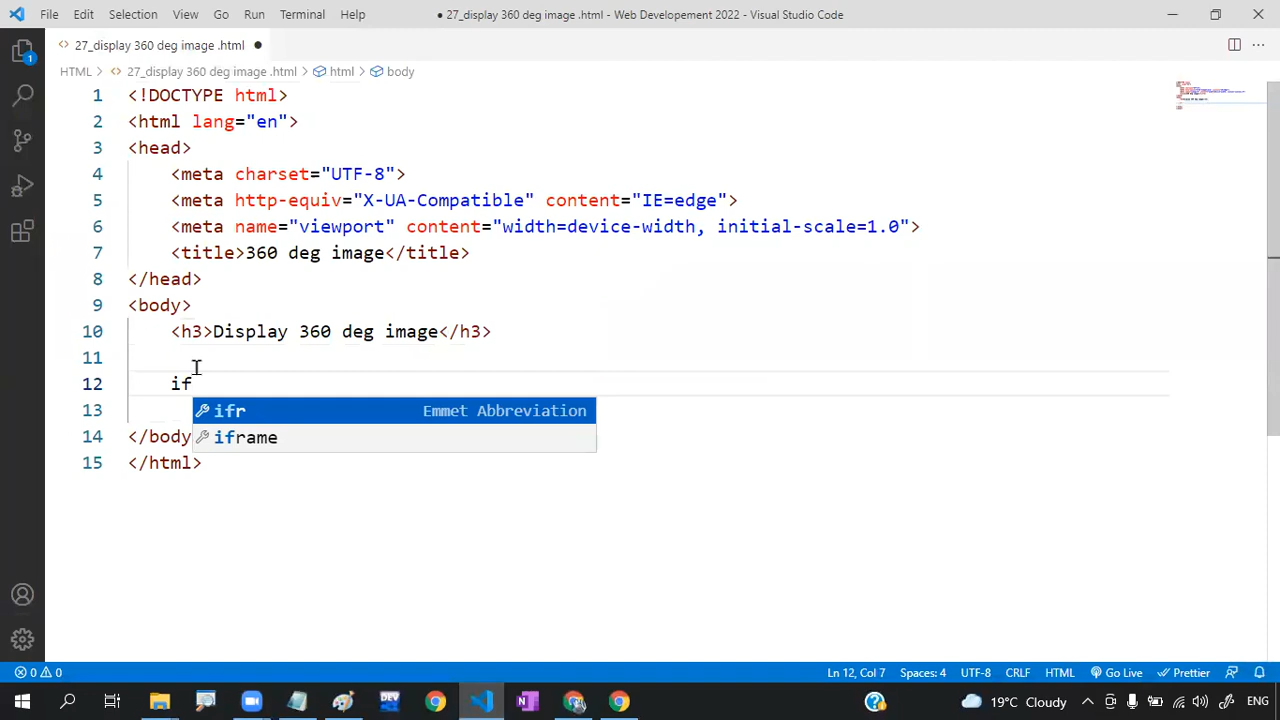 File Edit Selection View Go Run Terminal Help ● 27_display 360 deg image .html - Web Developement 2022 - Visual Studio Code
27_display 360 deg image .html ●
HTML > 27_display 360 deg image .html > html > body
1 <!DOCTYPE html>
2 <html lang="en">
3 <head>
4 <meta charset="UTF-8">
5 <meta http-equiv="X-UA-Compatible" content="IE=edge">
6 <meta name="viewport" content="width=device-width, initial-scale=1.0">
7 <title>360 deg image</title>
8 </head>
9 <body>
10 <h3>Display 360 deg image</h3>
11
12 if
ifr Emmet Abbreviation
13
iframe
14 </body
15 </html>
1
0 0 Ln 12, Col 7 Spaces: 4 UTF-8 CRLF HTML Go Live Prettier
DEV N 19°C Cloudy ENG